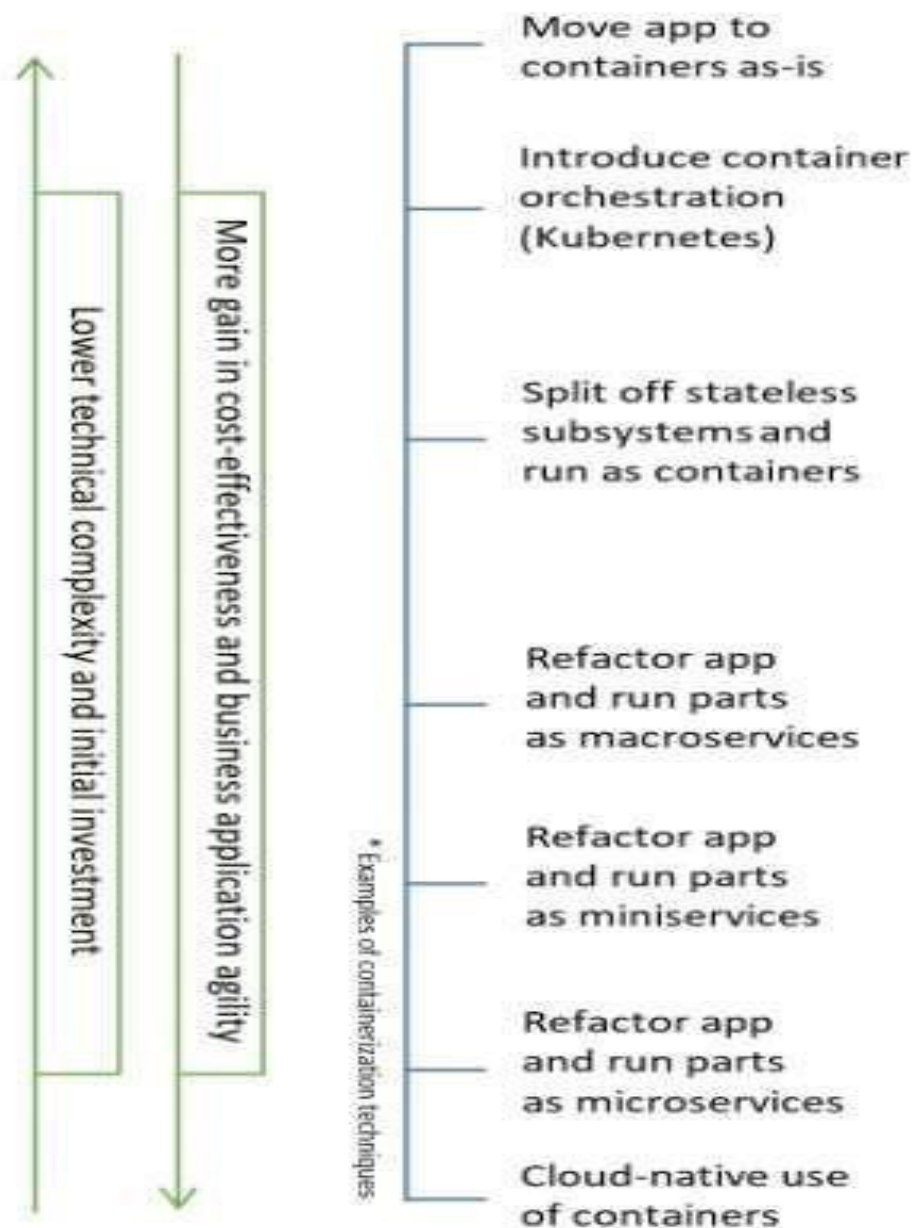 Move app to
containers as-is
Introduce container
orchestration
(Kubernetes)
Split off stateless
subsystems and
run as containers
Refactor app
and run parts
as macroservices
Refactor app
and run parts
as miniservices
Refactor app
and run parts
as microservices
Cloud-native use
of containers
Lower technical complexity and initial investment
More gain in cost-effectiveness and business application agility
* Examples of containerization techniques